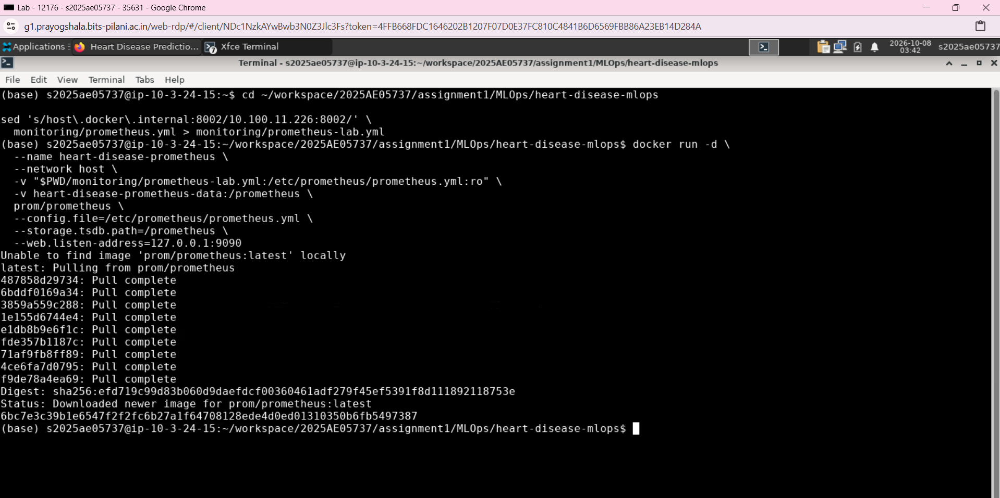 Lab - 12176 - s2025ae05737 - 35631 - Google Chrome
g1.prayogshala.bits-pilani.ac.in/web-rdp/#/client/NDc1NzkAYwBwb3N0Z3Jlc3Fs?token=4FFB668FDC1646202B1207F07D0E37FC810C4841B6D6569FBB86A23EB14D284A
Applications
Heart Disease Predictio...
7
Xfce Terminal
2026-10-08
03:42
s2025ae05737
Terminal - s2025ae05737@ip-10-3-24-15:~/workspace/2025AE05737/assignment1/MLOps/heart-disease-mlops
File Edit View Terminal Tabs Help
(base) s2025ae05737@ip-10-3-24-15:~$ cd ~/workspace/2025AE05737/assignment1/MLOps/heart-disease-mlops
sed 's/host\.docker\.internal:8002/10.100.11.226:8002/' \
monitoring/prometheus.yml > monitoring/prometheus-lab.yml
(base) s2025ae05737@ip-10-3-24-15:~/workspace/2025AE05737/assignment1/MLOps/heart-disease-mlops$ docker run -d \
--name heart-disease-prometheus \
--network host \
-v "$PWD/monitoring/prometheus-lab.yml:/etc/prometheus/prometheus.yml:ro" \
-v heart-disease-prometheus-data:/prometheus \
prom/prometheus \
--config.file=/etc/prometheus/prometheus.yml \
--storage.tsdb.path=/prometheus \
--web.listen-address=127.0.0.1:9090
Unable to find image 'prom/prometheus:latest' locally
latest: Pulling from prom/prometheus
487858d29734: Pull complete
6bddf0169a34: Pull complete
3859a559c288: Pull complete
1e155d6744e4: Pull complete
e1db8b9e6f1c: Pull complete
fde357b1187c: Pull complete
71af9fb8ff89: Pull complete
4ce6fa7d0795: Pull complete
f9de78a4ea69: Pull complete
Digest: sha256:efd719c99d83b060d9daefdcf00360461adf279f45ef5391f8d111892118753e
Status: Downloaded newer image for prom/prometheus:latest
6bc7e3c39b1e6547f2f2fc6b27a1f64708128ede4d0ed01310350b6fb5497387
(base) s2025ae05737@ip-10-3-24-15:~/workspace/2025AE05737/assignment1/MLOps/heart-disease-mlops$